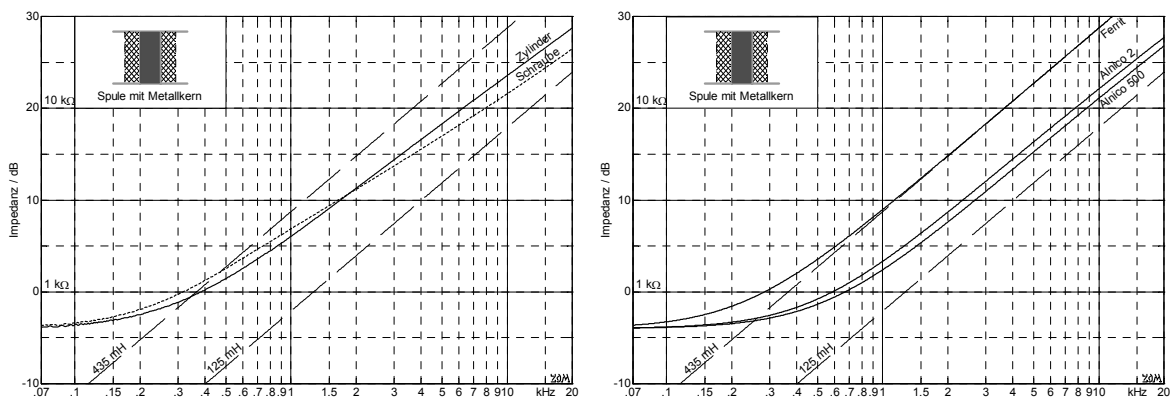 30
20
10
0
-10
Impedanz / dB
10 kΩ
1 kΩ
Spule mit Metallkern
Zylinder
Schraube
435 mH
125 mH
.07 .1 .15 .2 .3 .4 .5 .6 .7 .8 .9 1 1.5 2 3 4 5 6 7 8 9 10 kHz 20
30
20
10
0
-10
Impedanz / dB
10 kΩ
1 kΩ
Spule mit Metallkern
Ferrit
Alnico 2
Alnico 500
435 mH
125 mH
.07 .1 .15 .2 .3 .4 .5 .6 .7 .8 .9 1 1.5 2 3 4 5 6 7 8 9 10 kHz 20